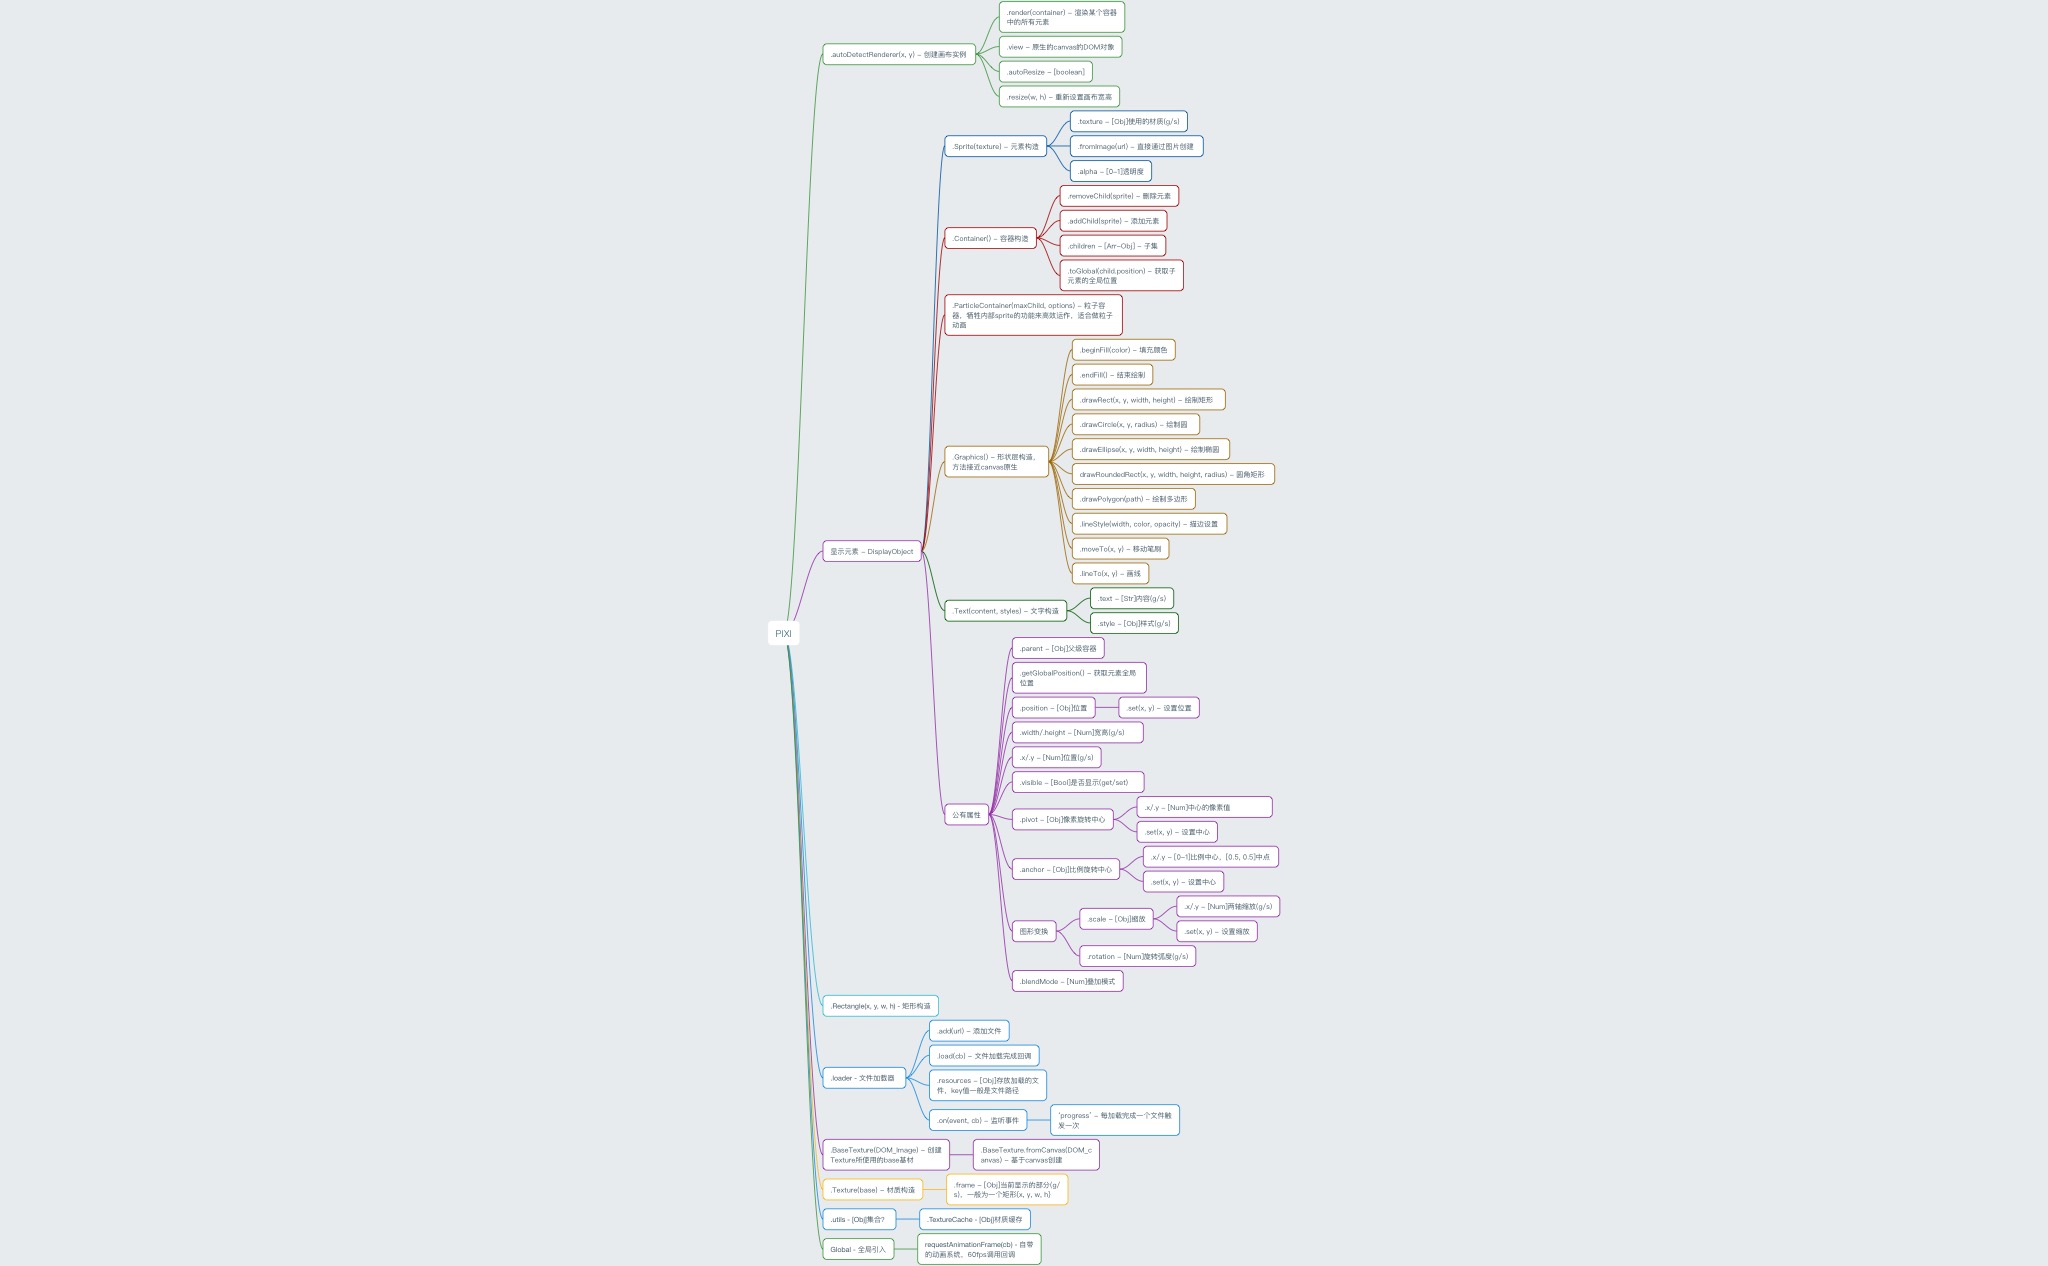 PIXI
.autoDetectRenderer(x, y) – 创建画布实例
.render(container) – 渲染某个容器
中的所有元素
.view – 原生的canvas的DOM对象
.autoResize – [boolean]
.resize(w, h) – 重新设置画布宽高
显示元素 – DisplayObject
.Sprite(texture) – 元素构造
.texture – [Obj]使用的材质(g/s)
.fromImage(url) – 直接通过图片创建
.alpha – [0–1]透明度
.Container() – 容器构造
.removeChild(sprite) – 删除元素
.addChild(sprite) – 添加元素
.children – [Arr–Obj] – 子集
.toGlobal(child.position) – 获取子
元素的全局位置
.ParticleContainer(maxChild, options) – 粒子容
器，牺牲内部sprite的功能来高效运作，适合做粒子
动画
.Graphics() – 形状层构造，
方法接近canvas原生
.beginFill(color) – 填充颜色
.endFill() – 结束绘制
.drawRect(x, y, width, height) – 绘制矩形
.drawCircle(x, y, radius) – 绘制圆
.drawEllipse(x, y, width, height) – 绘制椭圆
drawRoundedRect(x, y, width, height, radius) – 圆角矩形
.drawPolygon(path) – 绘制多边形
.lineStyle(width, color, opacity) – 描边设置
.moveTo(x, y) – 移动笔刷
.lineTo(x, y) – 画线
.Text(content, styles) – 文字构造
.text – [Str]内容(g/s)
.style – [Obj]样式(g/s)
公有属性
.parent – [Obj]父级容器
.getGlobalPosition() – 获取元素全局
位置
.position – [Obj]位置
.set(x, y) – 设置位置
.width/.height – [Num]宽高(g/s)
.x/.y – [Num]位置(g/s)
.visible – [Bool]是否显示(get/set)
.pivot – [Obj]像素旋转中心
.x/.y – [Num]中心的像素值
.set(x, y) – 设置中心
.anchor – [Obj]比例旋转中心
.x/.y – [0–1]比例中心，[0.5, 0.5]中点
.set(x, y) – 设置中心
图形变换
.scale – [Obj]缩放
.x/.y – [Num]两轴缩放(g/s)
.set(x, y) – 设置缩放
.rotation – [Num]旋转弧度(g/s)
.blendMode – [Num]叠加模式
.Rectangle(x, y, w, h) - 矩形构造
.loader - 文件加载器
.add(url) – 添加文件
.load(cb) – 文件加载完成回调
.resources – [Obj]存放加载的文
件，key值一般是文件路径
.on(event, cb) – 监听事件
'progress' – 每加载完成一个文件触
发一次
.BaseTexture(DOM_Image) – 创建
Texture所使用的base基材
.BaseTexture.fromCanvas(DOM_c
anvas) – 基于canvas创建
.Texture(base) – 材质构造
.frame – [Obj]当前显示的部分(g/
s)，一般为一个矩形(x, y, w, h)
.utils - [Obj]集合?
.TextureCache - [Obj]材质缓存
Global - 全局引入
requestAnimationFrame(cb) - 自带
的动画系统，60fps调用回调